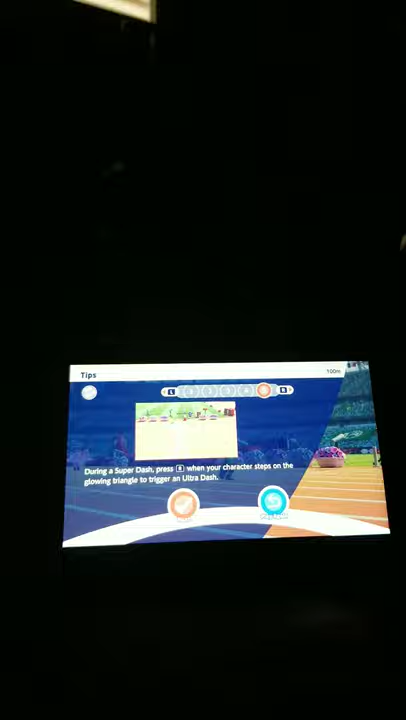 Tips
100m
L
R
During a Super Dash, press R when your character steps on the
glowing triangle to trigger an Ultra Dash.